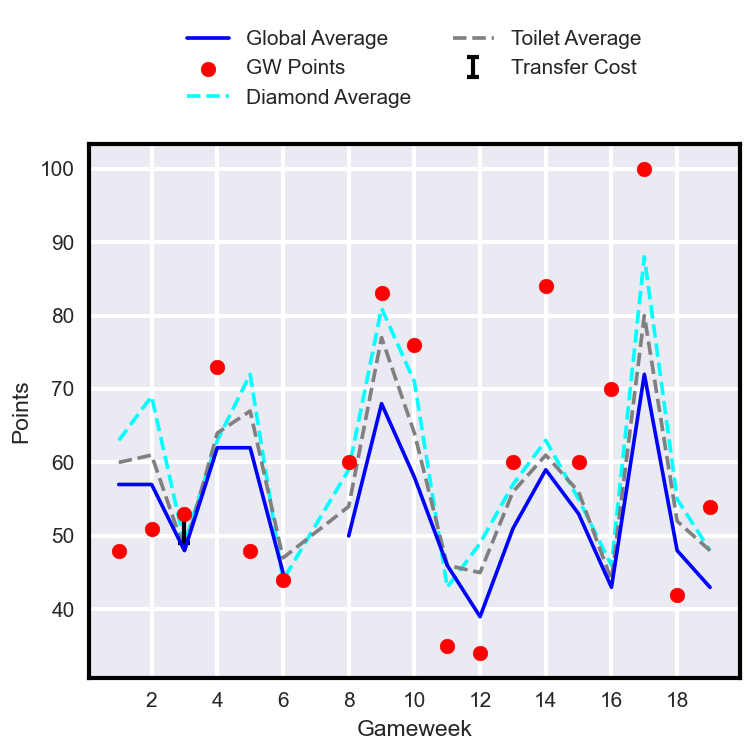 Global Average
GW Points
Diamond Average
Toilet Average
Transfer Cost
100
90
80
70
60
50
40
Points
2 4 6 8 10 12 14 16 18
Gameweek